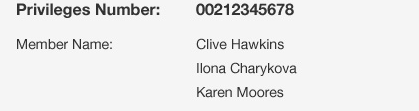 Privileges Number: 00212345678
Member Name: Clive Hawkins
Ilona Charykova
Karen Moores